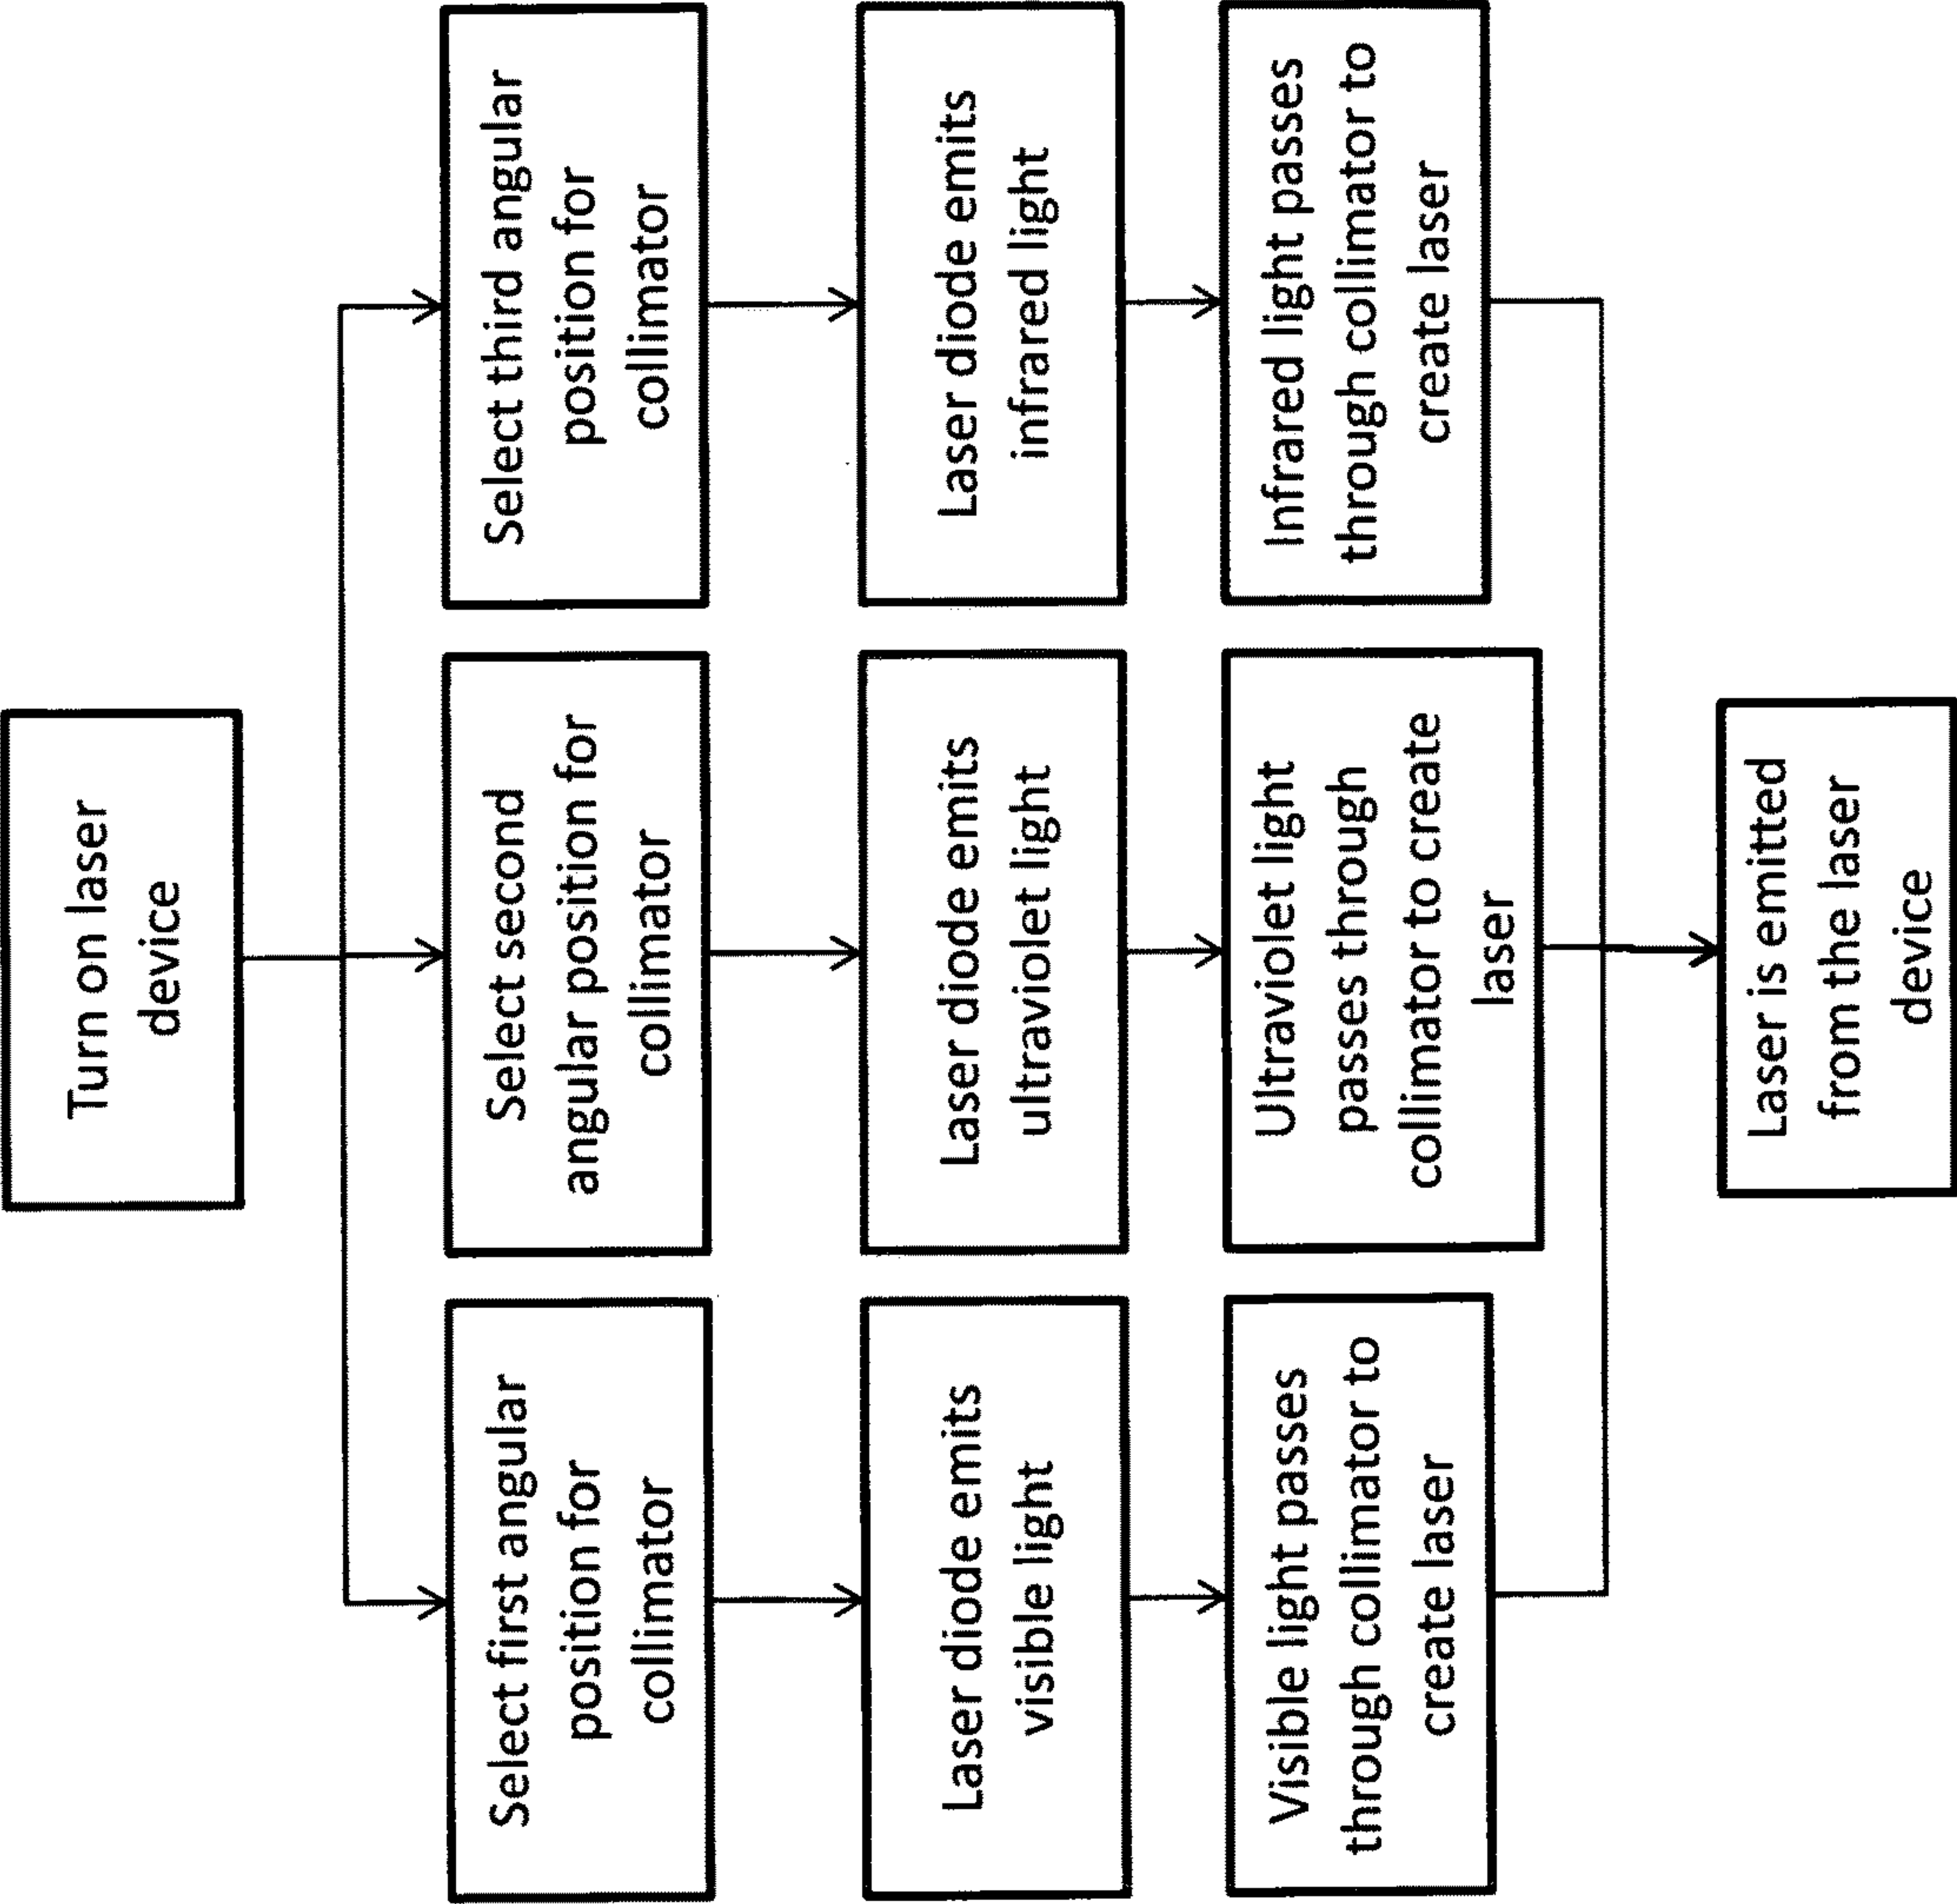 Turn on laser
device
Select first angular
position for
collimator
Select second
angular position for
collimator
Select third angular
position for
collimator
Laser diode emits
visible light
Laser diode emits
ultraviolet light
Laser diode emits
infrared light
Visible light passes
through collimator to
create laser
Ultraviolet light
passes through
collimator to create
laser
Infrared light passes
through collimator to
create laser
Laser is emitted
from the laser
device